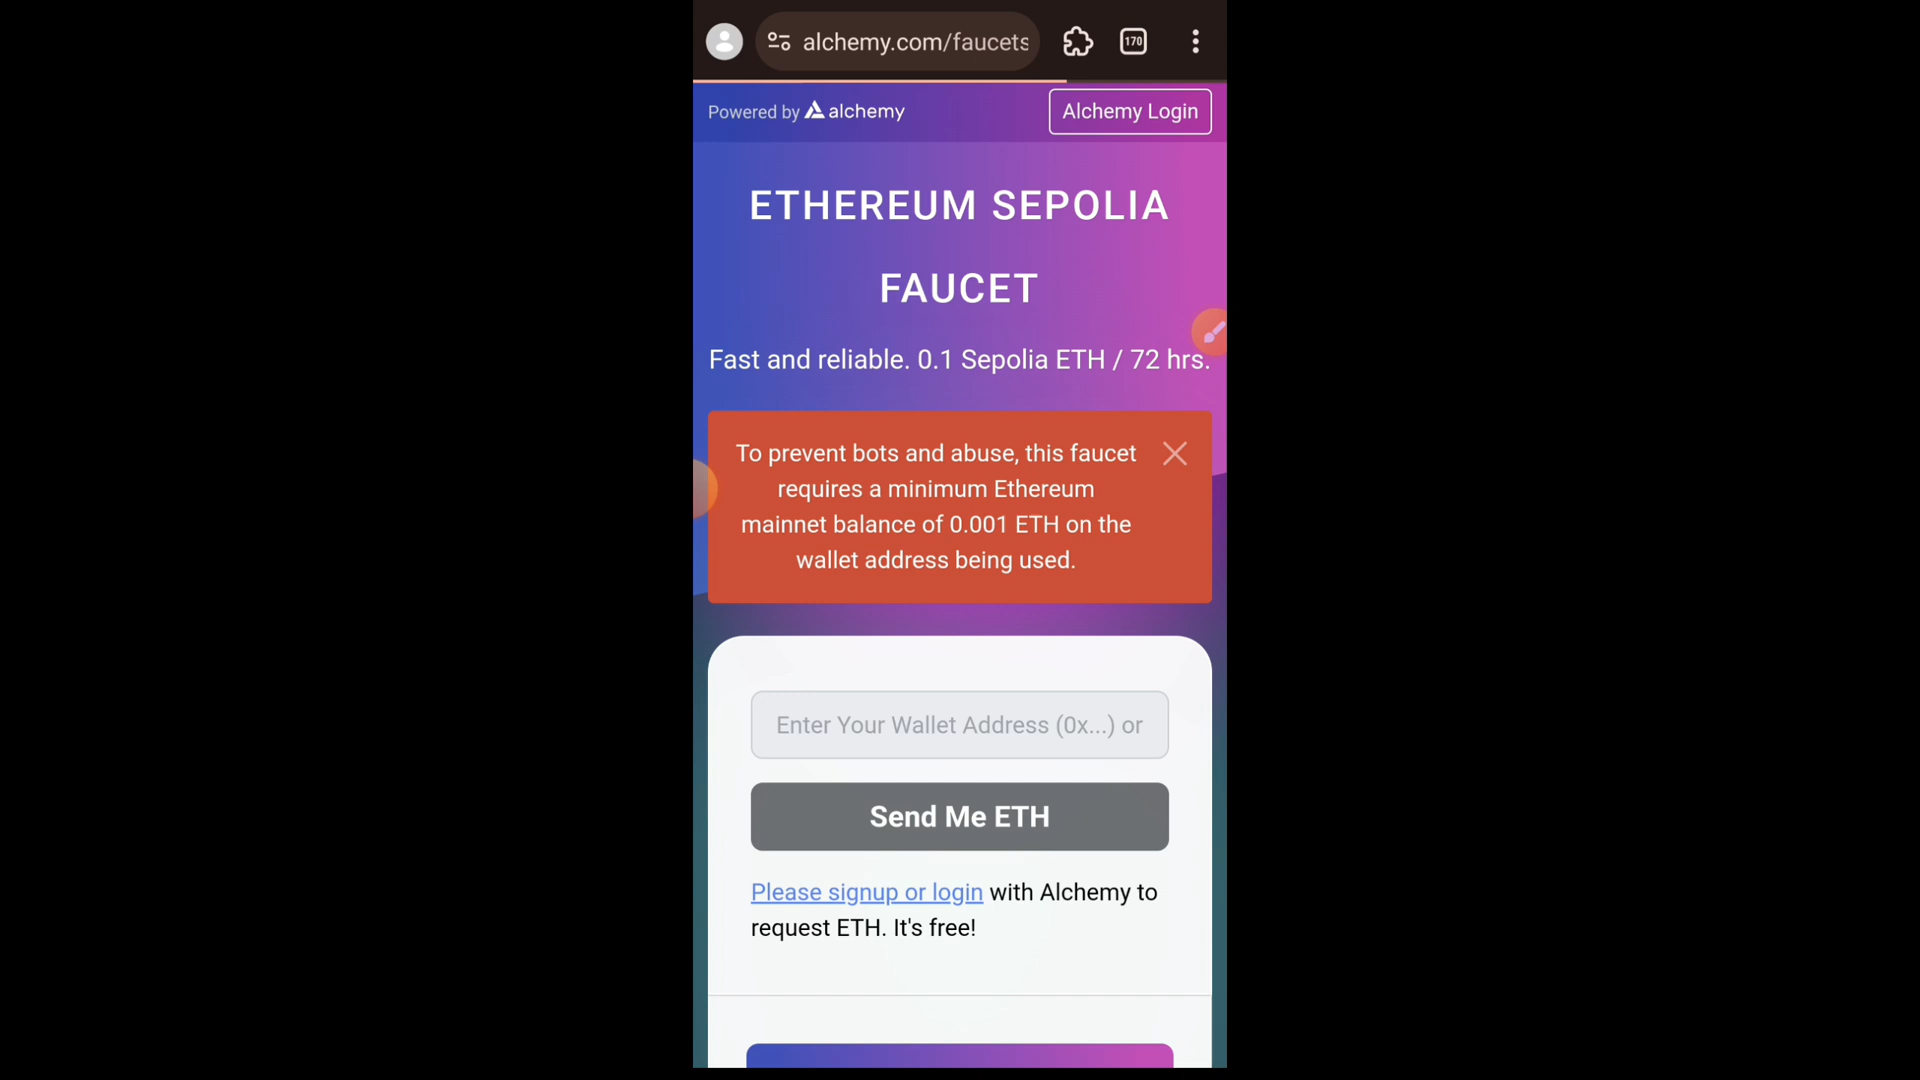 alchemy.com/faucets
170
Powered by alchemy
Alchemy Login
ETHEREUM SEPOLIA
FAUCET
Fast and reliable. 0.1 Sepolia ETH / 72 hrs.
To prevent bots and abuse, this faucet
requires a minimum Ethereum
mainnet balance of 0.001 ETH on the
wallet address being used.
Enter Your Wallet Address (0x...) or
Send Me ETH
Please signup or login with Alchemy to
request ETH. It's free!